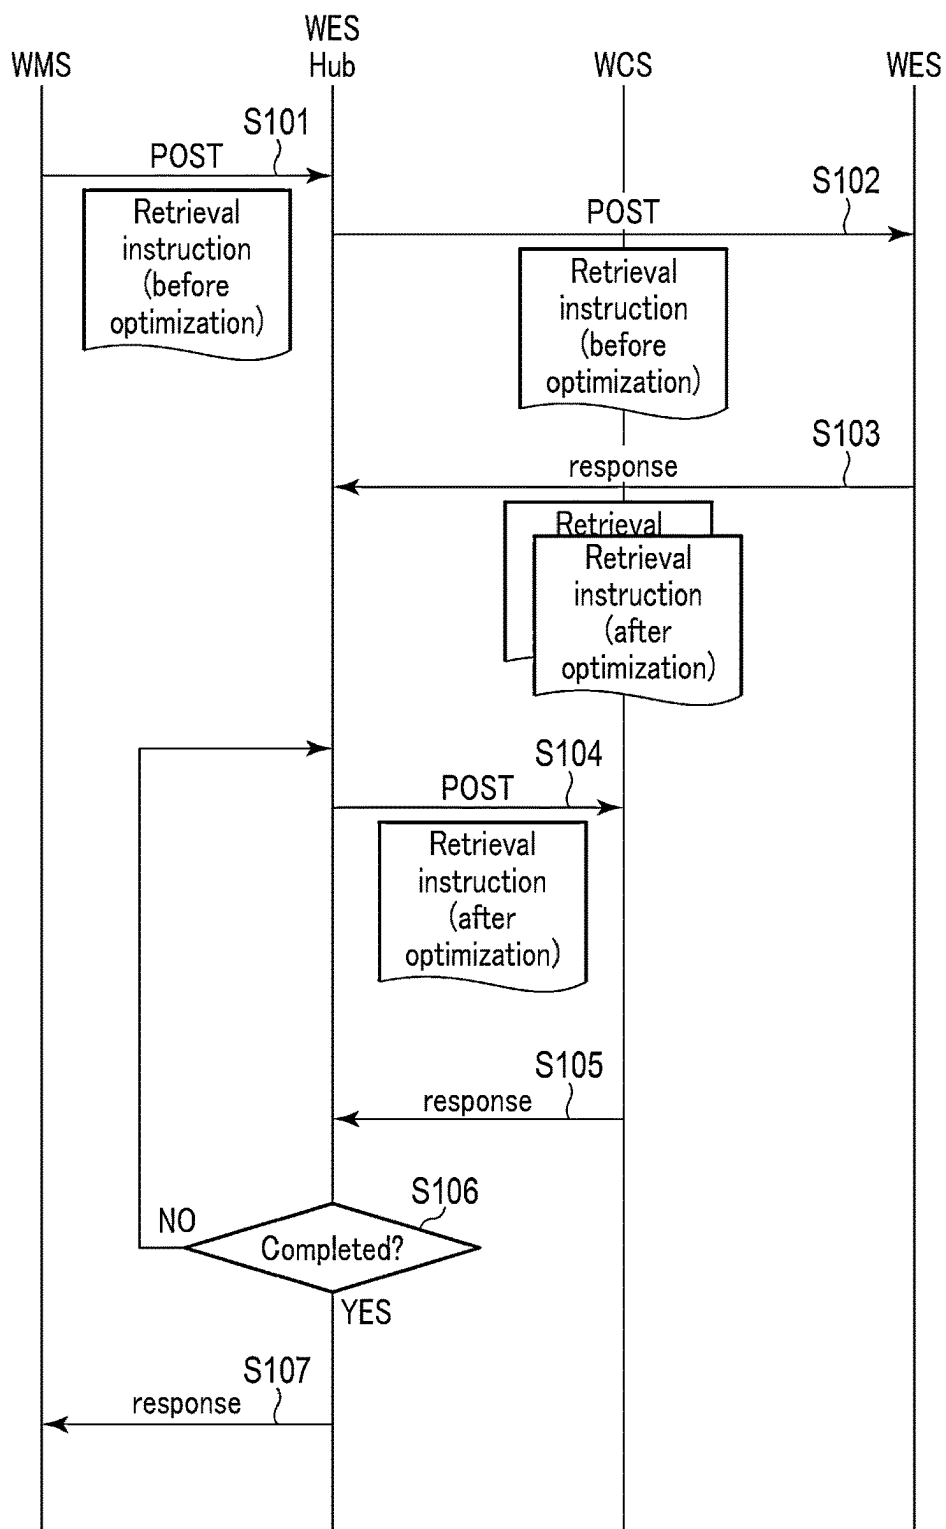 WMS
WES
Hub
WCS
WES
S101
POST
Retrieval
instruction
(before
optimization)
S102
POST
Retrieval
instruction
(before
optimization)
S103
response
Retrieval
Retrieval
instruction
(after
optimization)
S104
POST
Retrieval
instruction
(after
optimization)
S105
response
S106
NO
Completed?
YES
S107
response